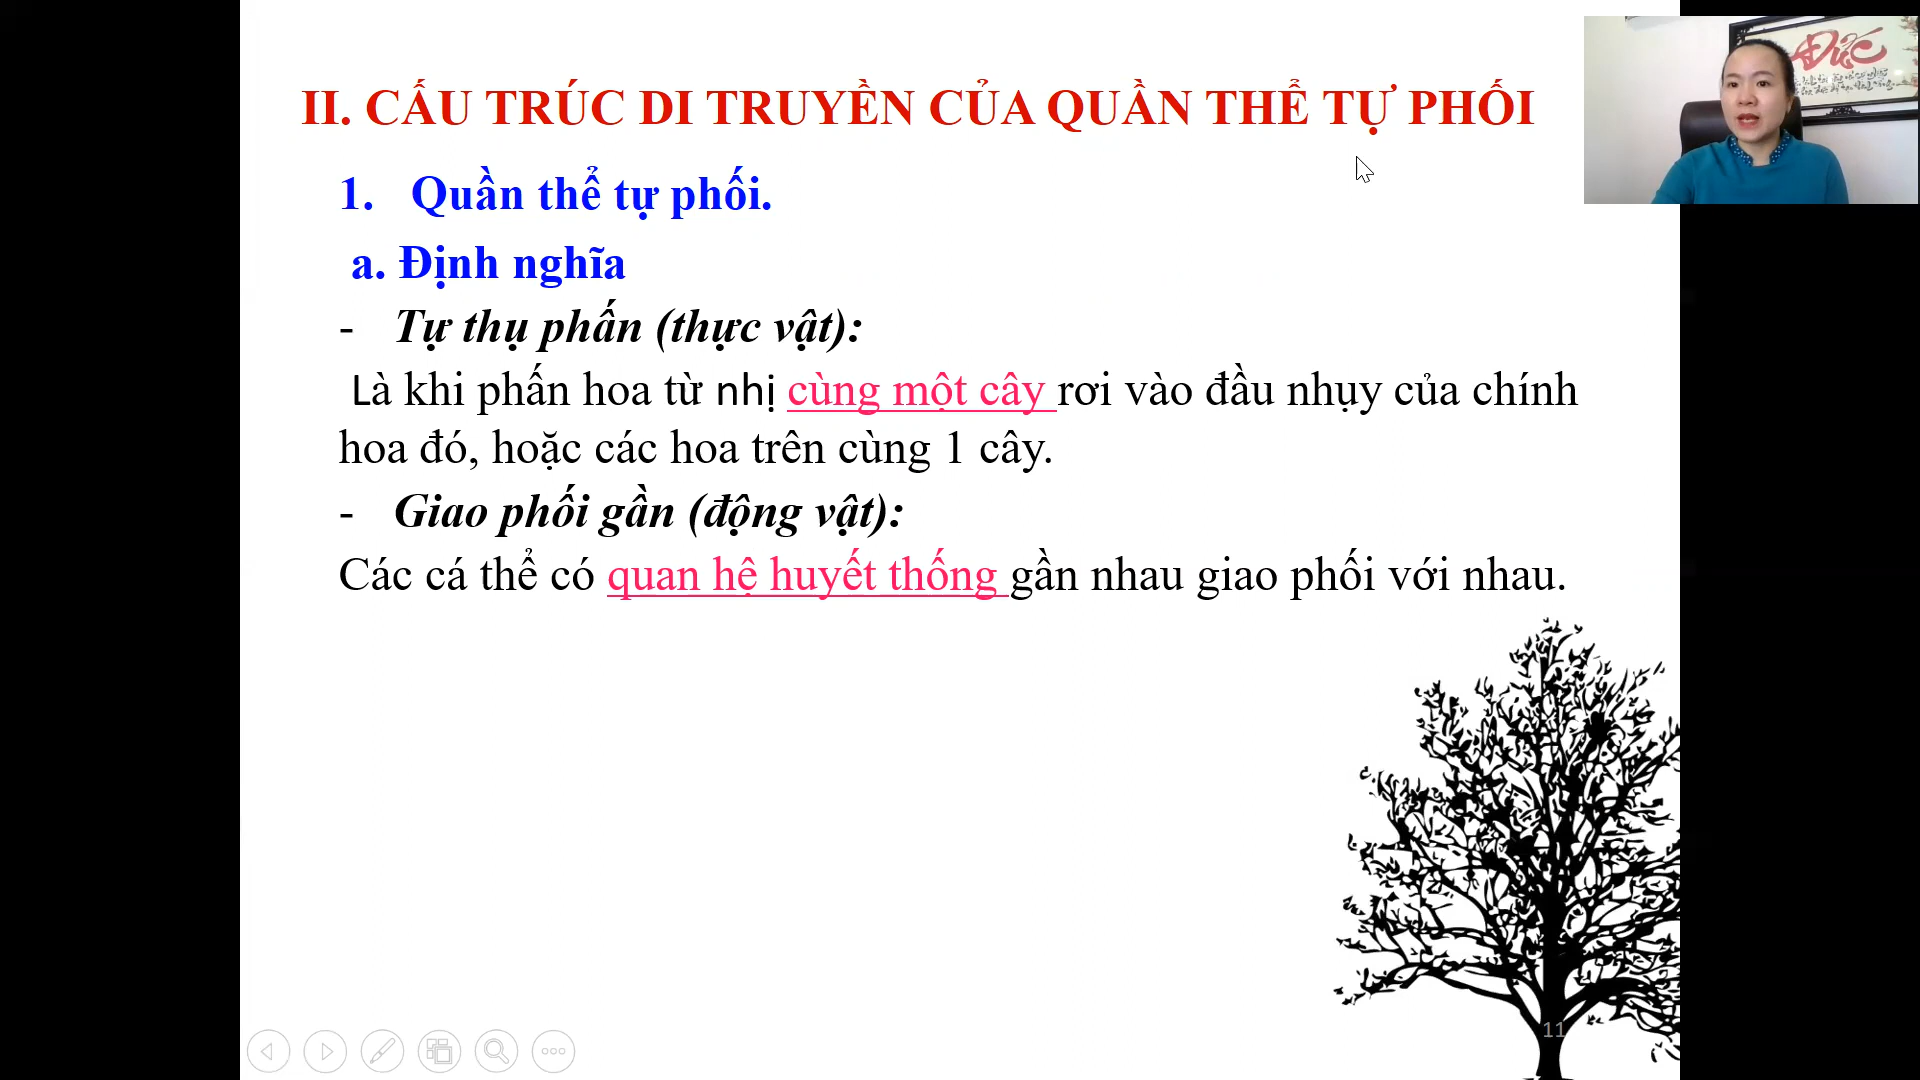 II. CẤU TRÚC DI TRUYỀN CỦA QUẦN THỂ TỰ PHỐI
1. Quần thể tự phối.
a. Định nghĩa
- Tự thụ phấn (thực vật):
Là khi phấn hoa từ nhị cùng một cây rơi vào đầu nhụy của chính
hoa đó, hoặc các hoa trên cùng 1 cây.
- Giao phối gần (động vật):
Các cá thể có quan hệ huyết thống gần nhau giao phối với nhau.
11
Đức